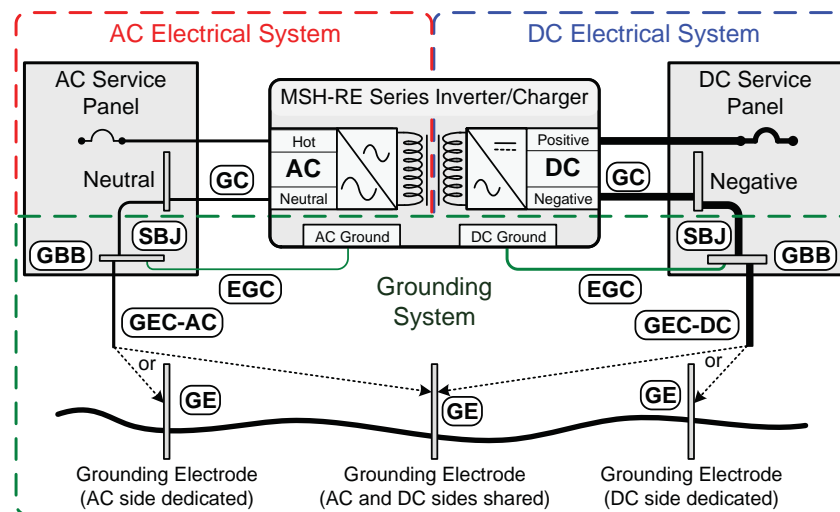 AC Electrical System
DC Electrical System
AC Service
Panel
MSH-RE Series Inverter/Charger
DC Service
Panel
Hot
AC
Neutral
Positive
DC
Negative
Neutral
GC
GC
Negative
SBJ
GBB
AC Ground
DC Ground
SBJ
GBB
EGC
Grounding
System
EGC
GEC-AC
GEC-DC
or
or
GE
GE
GE
Grounding Electrode
(AC side dedicated)
Grounding Electrode
(AC and DC sides shared)
Grounding Electrode
(DC side dedicated)